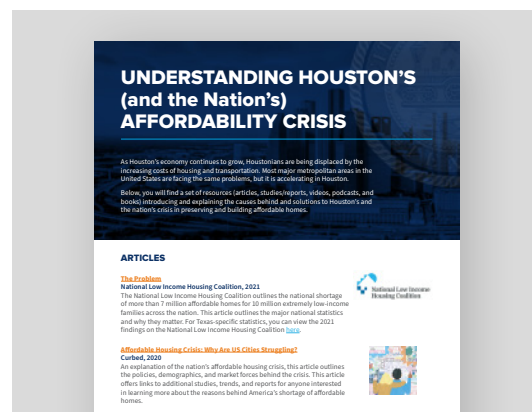 UNDERSTANDING HOUSTON'S
(and the Nation's)
AFFORDABILITY CRISIS
As Houston's economy continues to grow, Houstonians are being displaced by the
increasing costs of housing and transportation. Most major metropolitan areas in the
United States are facing the same problems, but it is accelerating in Houston.
Below, you will find a set of resources (articles, studies/reports, videos, podcasts, and
books) introducing and explaining the causes behind and solutions to Houston's and
the nation's crisis in preserving and building affordable homes.
ARTICLES
The Problem
National Low Income Housing Coalition, 2021
The National Low Income Housing Coalition outlines the national shortage
of more than 7 million affordable homes for 10 million extremely low-income
families across the nation. This article outlines the major national statistics
and why they matter. For Texas-specific statistics, you can view the 2021
findings on the National Low Income Housing Coalition here.
National Low Income
Housing Coalition
Affordable Housing Crisis: Why Are US Cities Struggling?
Curbed, 2020
An explanation of the nation's affordable housing crisis, this article outlines
the policies, demographics, and market forces behind the crisis. This article
offers links to additional studies, trends, and reports for anyone interested
in learning more about the reasons behind America's shortage of affordable
homes.